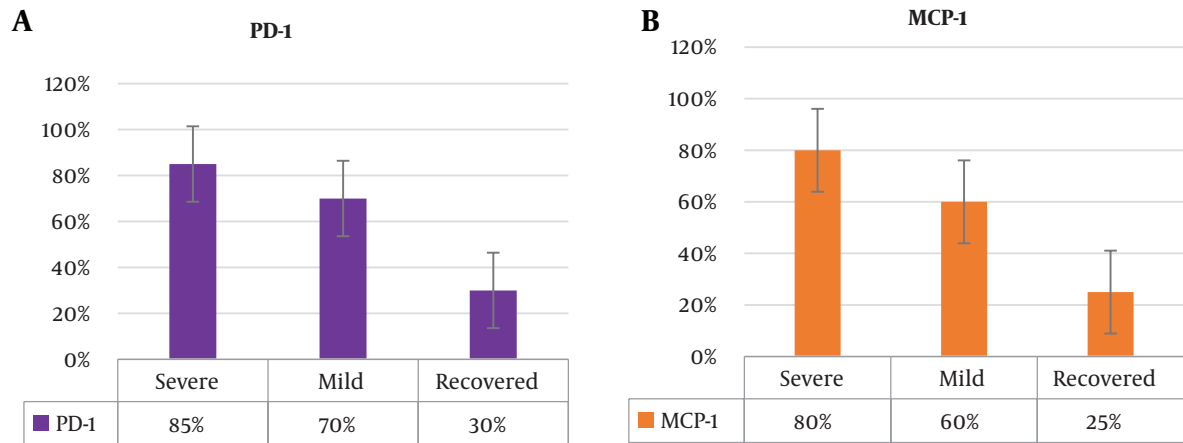 A
PD-1
120%
100%
80%
60%
40%
20%
0%
Severe Mild Recovered
PD-1 85% 70% 30%
B
MCP-1
120%
100%
80%
60%
40%
20%
0%
Severe Mild Recovered
MCP-1 80% 60% 25%